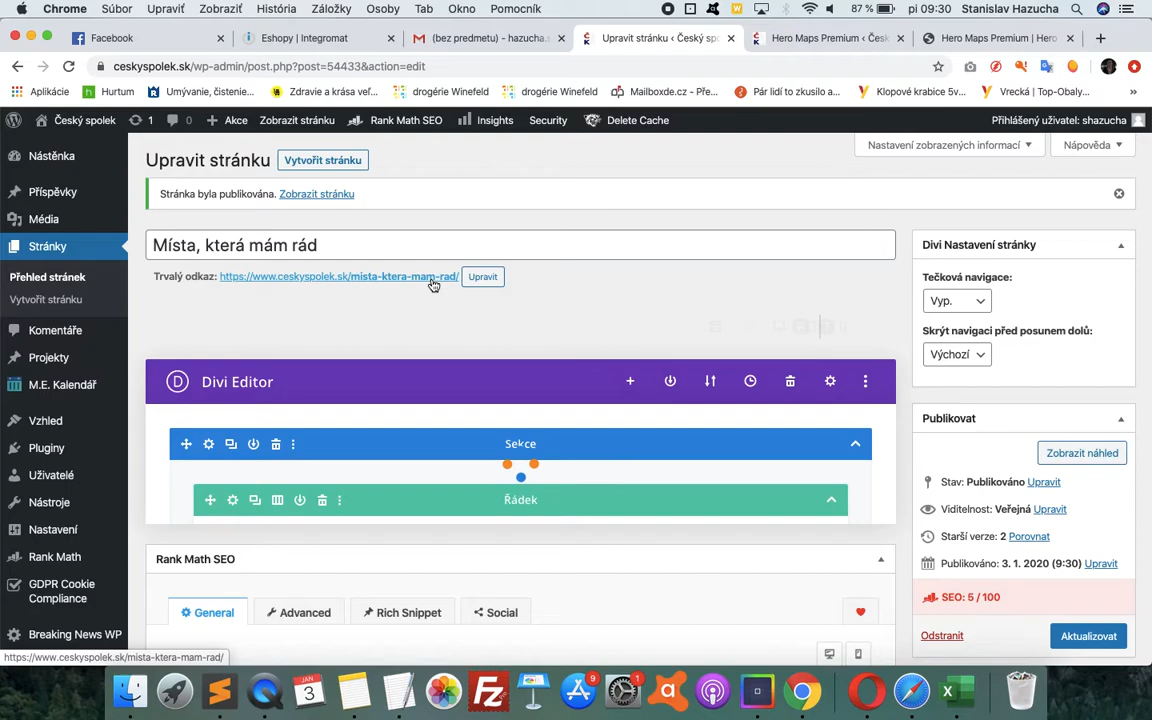 Chrome Súbor Upraviť Zobraziť História Záložky Osoby Tab Okno Pomocník 87 % pi 09:30 Stanislav Hazucha
Facebook Eshopy | Integromat (bez predmetu) - hazucha.s Upravit stránku ‹ Český spo Hero Maps Premium ‹ Česk Hero Maps Premium | Hero
ceskyspolek.sk/wp-admin/post.php?post=54433&action=edit
Aplikácie Hurtum Umývanie, čistenie... Zdravie a krása veľ... drogérie Winefeld drogérie Winefeld Mailboxde.cz - Pře... Pár lidí to zkusilo a... Klopové krabice 5v... Vrecká | Top-Obaly... »
Český spolek 1 0 Akce Zobrazit stránku Rank Math SEO Insights Security Delete Cache Přihlášený uživatel: shazucha
Nastavení zobrazených informací Nápověda
Nástěnka
Příspěvky
Média
Stránky
Přehled stránek
Vytvořit stránku
Komentáře
Projekty
M.E. Kalendář
Vzhled
Pluginy
Uživatelé
Nástroje
Nastavení
Rank Math
GDPR Cookie
Compliance
Breaking News WP
Upravit stránku Vytvořit stránku
Stránka byla publikována. Zobrazit stránku
Místa, která mám rád
Trvalý odkaz: https://www.ceskyspolek.sk/mista-ktera-mam-rad/ Upravit
D Divi Editor
Sekce
Řádek
Rank Math SEO
General Advanced Rich Snippet Social
Divi Nastavení stránky
Tečková navigace:
Vyp.
Skrýt navigaci před posunem dolů:
Výchozí
Publikovat
Zobrazit náhled
Stav: Publikováno Upravit
Viditelnost: Veřejná Upravit
Starší verze: 2 Porovnat
Publikováno: 3. 1. 2020 (9:30) Upravit
SEO: 5 / 100
Odstranit Aktualizovat
https://www.ceskyspolek.sk/mista-ktera-mam-rad/
JAN 3 9 1